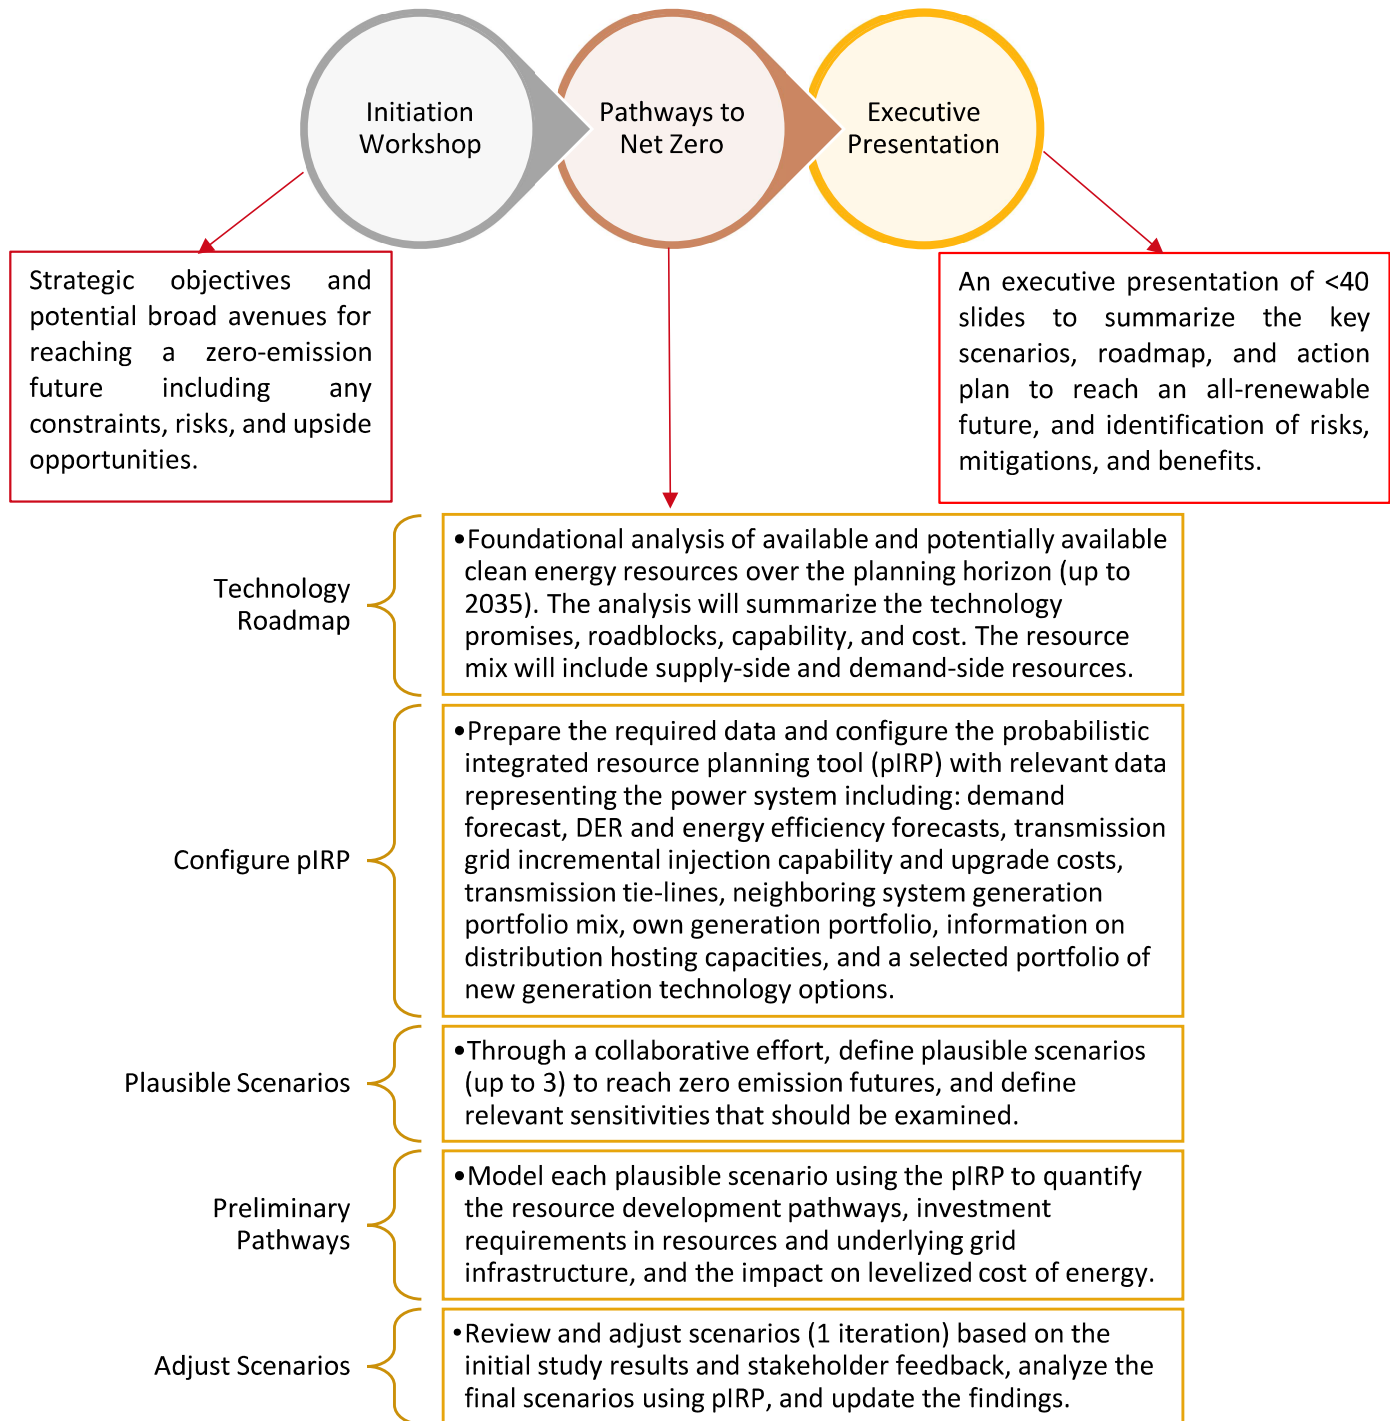 Initiation
Workshop
Pathways to
Net Zero
Executive
Presentation
Strategic objectives and
potential broad avenues for
reaching a zero-emission
future including any
constraints, risks, and upside
opportunities.
An executive presentation of <40
slides to summarize the key
scenarios, roadmap, and action
plan to reach an all-renewable
future, and identification of risks,
mitigations, and benefits.
Technology
Roadmap
•Foundational analysis of available and potentially available
clean energy resources over the planning horizon (up to
2035). The analysis will summarize the technology
promises, roadblocks, capability, and cost. The resource
mix will include supply-side and demand-side resources.
Configure pIRP
•Prepare the required data and configure the probabilistic
integrated resource planning tool (pIRP) with relevant data
representing the power system including: demand
forecast, DER and energy efficiency forecasts, transmission
grid incremental injection capability and upgrade costs,
transmission tie-lines, neighboring system generation
portfolio mix, own generation portfolio, information on
distribution hosting capacities, and a selected portfolio of
new generation technology options.
Plausible Scenarios
•Through a collaborative effort, define plausible scenarios
(up to 3) to reach zero emission futures, and define
relevant sensitivities that should be examined.
Preliminary
Pathways
•Model each plausible scenario using the pIRP to quantify
the resource development pathways, investment
requirements in resources and underlying grid
infrastructure, and the impact on levelized cost of energy.
Adjust Scenarios
•Review and adjust scenarios (1 iteration) based on the
initial study results and stakeholder feedback, analyze the
final scenarios using pIRP, and update the findings.